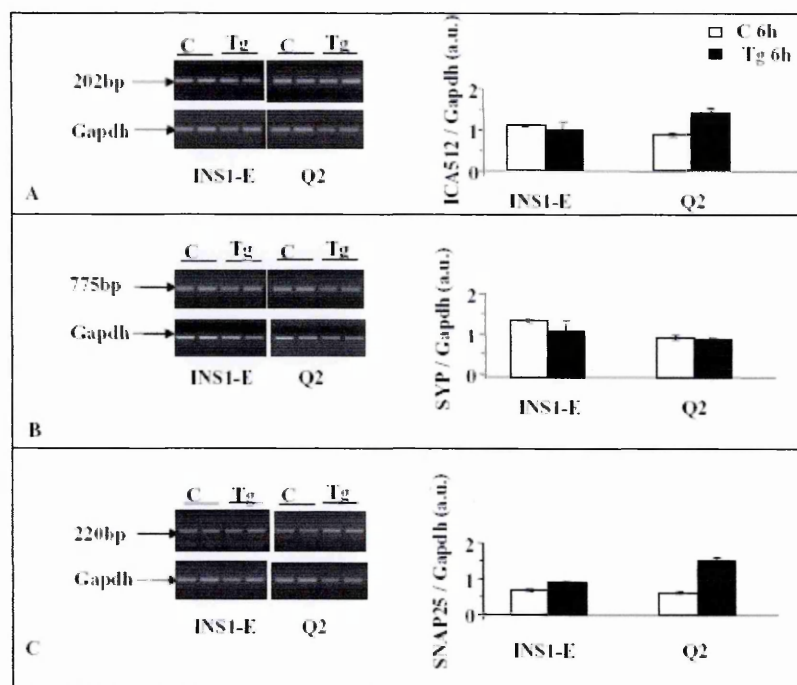 C Tg C Tg
202bp
Gapdh
INS1-E Q2
A
C 6h
Tg 6h
ICA512 / Gapdh (a.u.)
2
1
0
INS1-E Q2
C Tg C Tg
775bp
Gapdh
INS1-E Q2
B
SYP / Gapdh (a.u.)
2
1
0
INS1-E Q2
C Tg C Tg
220bp
Gapdh
INS1-E Q2
C
SNAP25 / Gapdh (a.u.)
2
1
0
INS1-E Q2